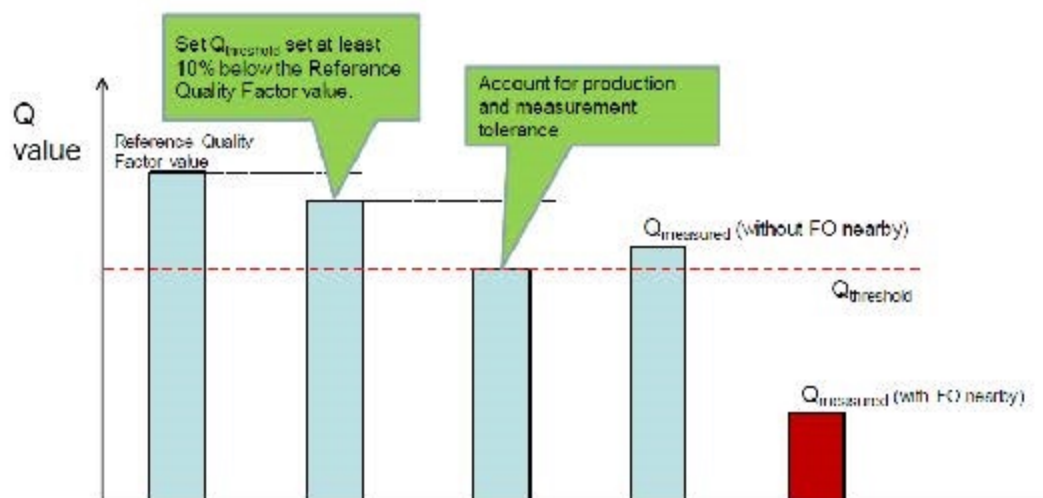 Set Qthreshold set at least
10% below the Reference
Quality Factor value.
Account for production
and measurement
tolerance
Q
value
Reference Quality
Factor value
Qmeasured (without FO nearby)
Qthreshold
Qmeasured (with FO nearby)